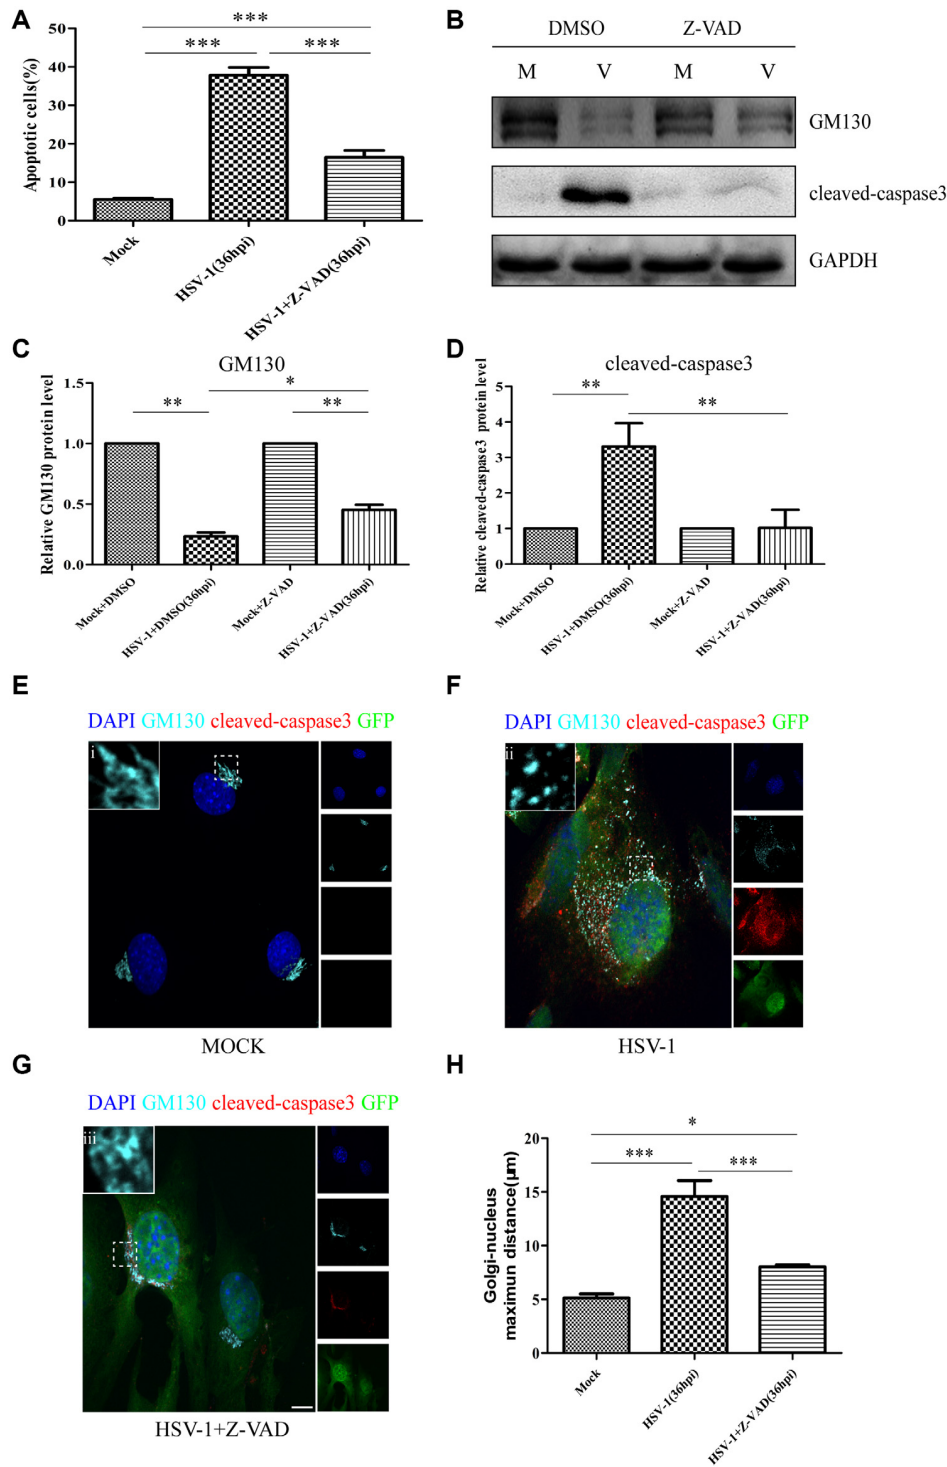 A
***
***
***
Apoptotic cells(%)
50
40
30
20
10
0
Mock
HSV-1(36hpi)
HSV-1+Z-VAD(36hpi)
B
DMSO Z-VAD
M V M V
GM130
cleaved-caspase3
GAPDH
C
GM130
*
**
**
Relative GM130 protein level
1.5
1.0
0.5
0.0
Mock+DMSO
HSV-1+DMSO(36hpi)
Mock+Z-VAD
HSV-1+Z-VAD(36hpi)
D
cleaved-caspase3
**
**
Relative cleaved-caspase3 protein level
5
4
3
2
1
0
Mock+DMSO
HSV-1+DMSO(36hpi)
Mock+Z-VAD
HSV-1+Z-VAD(36hpi)
E
DAPI GM130 cleaved-caspase3 GFP
i
MOCK
F
DAPI GM130 cleaved-caspase3 GFP
ii
HSV-1
G
DAPI GM130 cleaved-caspase3 GFP
iii
HSV-1+Z-VAD
H
*
***
***
Golgi-nucleus
maximun distance(μm)
20
15
10
5
0
Mock
HSV-1(36hpi)
HSV-1+Z-VAD(36hpi)